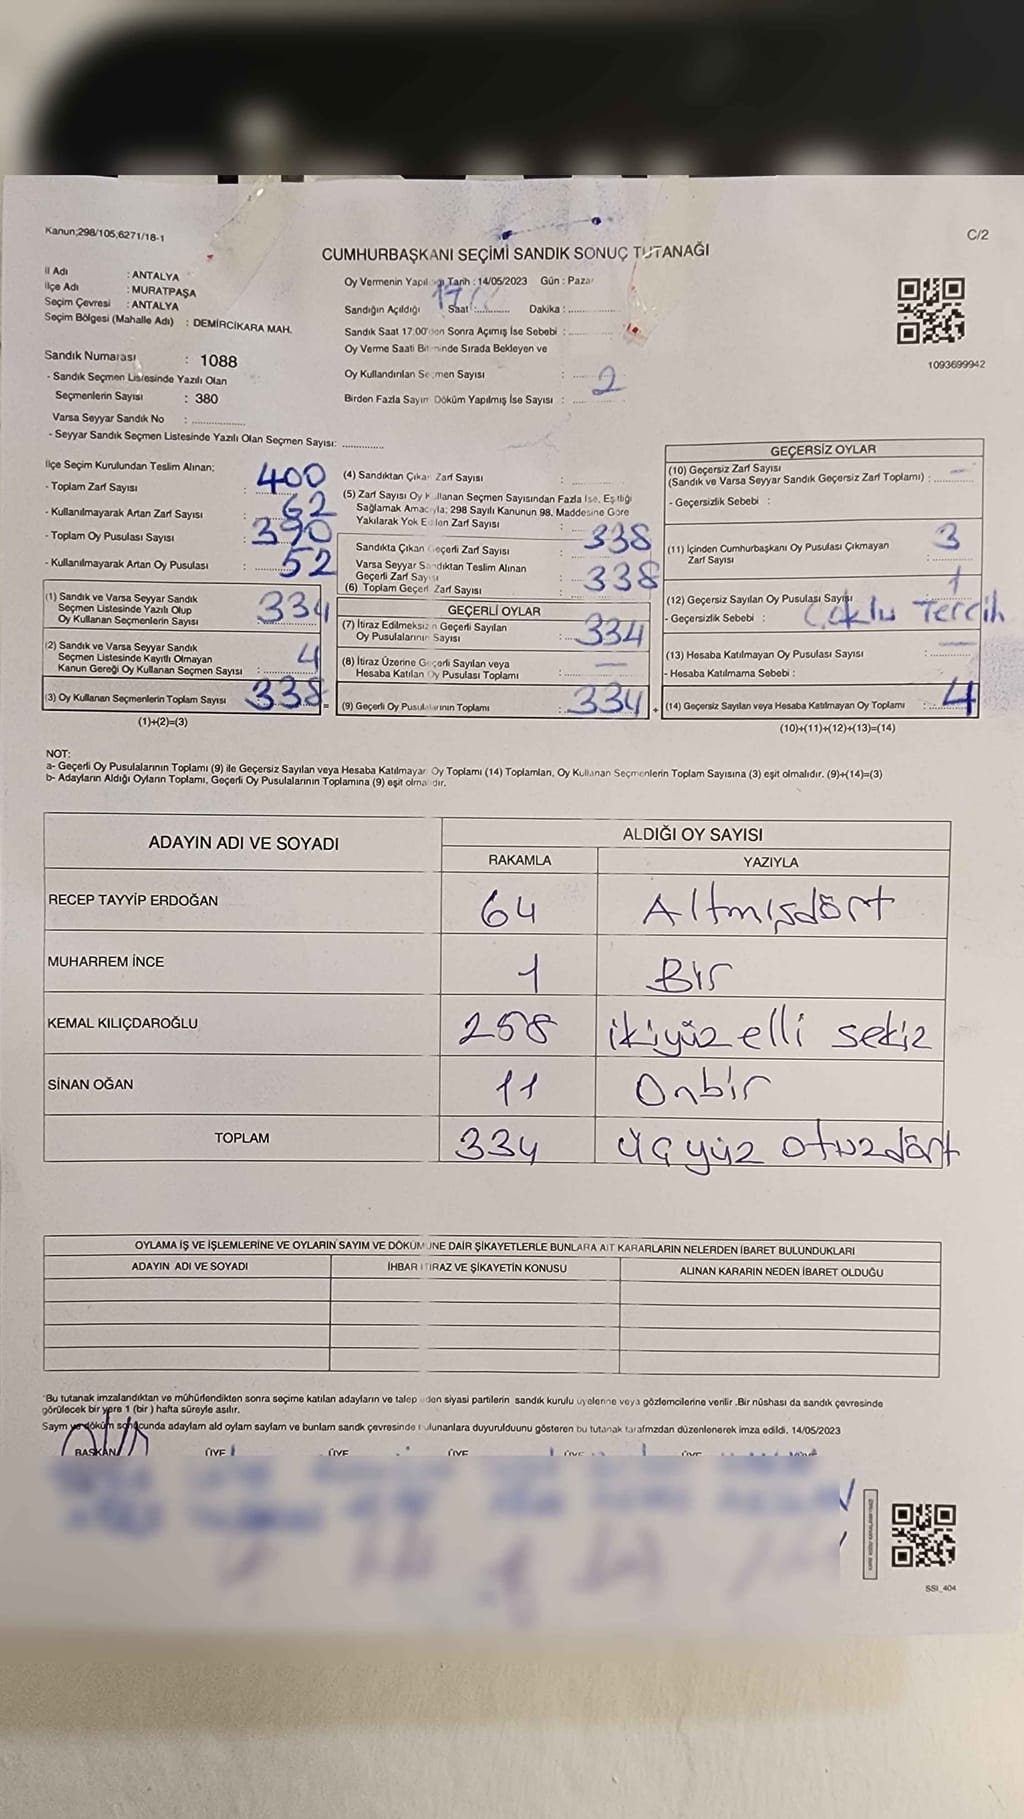 Kanun;298/105,6271/18-1
C/2
CUMHURBAŞKANI SEÇİMİ SANDIK SONUÇ TUTANAĞI
İl Adı : ANTALYA
İlçe Adı : MURATPAŞA
Seçim Çevresi : ANTALYA
Seçim Bölgesi (Mahalle Adı) : DEMİRCİKARA MAH.
Sandık Numarası : 1088
- Sandık Seçmen Listesinde Yazılı Olan
Seçmenlerin Sayısı : 380
Varsa Seyyar Sandık No : ................
- Seyyar Sandık Seçmen Listesinde Yazılı Olan Seçmen Sayısı: ............
Oy Vermenin Yapıldığı Tarih : 14/05/2023 Gün : Pazar
Sandığın Açıldığı Saat :......... Dakika : ............
17
Sandık Saat 17.00'den Sonra Açımış İse Sebebi :
Oy Verme Saati Bitiminde Sırada Bekleyen ve
Oy Kullandırılan Seçmen Sayısı : 2
Birden Fazla Sayım Döküm Yapılmış İse Sayısı :
1093699942
İlçe Seçim Kurulundan Teslim Alınan;
- Toplam Zarf Sayısı : 400
- Kullanılmayarak Artan Zarf Sayısı : 62
- Toplam Oy Pusulası Sayısı : 390
- Kullanılmayarak Artan Oy Pusulası : 52
(1) Sandık ve Varsa Seyyar Sandık
Seçmen Listesinde Yazılı Olup
Oy Kullanan Seçmenlerin Sayısı 334
(2) Sandık ve Varsa Seyyar Sandık
Seçmen Listesinde Kayıtlı Olmayan
Kanun Gereği Oy Kullanan Seçmen Sayısı : 4
(3) Oy Kullanan Seçmenlerin Toplam Sayısı 338 =
(1)+(2)=(3)
(4) Sandıktan Çıkan Zarf Sayısı :
(5) Zarf Sayısı Oy Kullanan Seçmen Sayısından Fazla İse, Eşitliği
Sağlamak Amacıyla; 298 Sayılı Kanunun 98. Maddesine Göre
Yakılarak Yok Edilen Zarf Sayısı :
Sandıkta Çıkan Geçerli Zarf Sayısı : 338
Varsa Seyyar Sandıktan Teslim Alınan
Geçerli Zarf Sayısı : 338
(6) Toplam Geçerli Zarf Sayısı
GEÇERLİ OYLAR
(7) İtiraz Edilmeksizin Geçerli Sayılan
Oy Pusulalarının Sayısı : 334
(8) İtiraz Üzerine Geçerli Sayılan veya
Hesaba Katılan Oy Pusulası Toplamı : —
(9) Geçerli Oy Pusulalarının Toplamı : 334 +
GEÇERSİZ OYLAR
(10) Geçersiz Zarf Sayısı
(Sandık ve Varsa Seyyar Sandık Geçersiz Zarf Toplamı) : —
- Geçersizlik Sebebi :
(11) İçinden Cumhurbaşkanı Oy Pusulası Çıkmayan
Zarf Sayısı : 3
(12) Geçersiz Sayılan Oy Pusulası Sayısı 1
- Geçersizlik Sebebi : Çoklu Tercih
(13) Hesaba Katılmayan Oy Pusulası Sayısı : —
- Hesaba Katılmama Sebebi :
(14) Geçersiz Sayılan veya Hesaba Katılmayan Oy Toplamı : 4
(10)+(11)+(12)+(13)=(14)
NOT:
a- Geçerli Oy Pusulalarının Toplamı (9) ile Geçersiz Sayılan veya Hesaba Katılmayan Oy Toplamı (14) Toplamları, Oy Kullanan Seçmenlerin Toplam Sayısına (3) eşit olmalıdır. (9)+(14)=(3)
b- Adayların Aldığı Oyların Toplamı, Geçerli Oy Pusulalarının Toplamına (9) eşit olmalıdır.
ADAYIN ADI VE SOYADI ALDIĞI OY SAYISI
RAKAMLA YAZIYLA
RECEP TAYYİP ERDOĞAN 64 Altmışdört
MUHARREM İNCE 1 Bir
KEMAL KILIÇDAROĞLU 258 ikiyüz elli sekiz
SİNAN OĞAN 11 Onbir
TOPLAM 334 üçyüz otuzdört
OYLAMA İŞ VE İŞLEMLERİNE VE OYLARIN SAYIM VE DÖKÜMÜNE DAİR ŞİKAYETLERLE BUNLARA AİT KARARLARIN NELERDEN İBARET BULUNDUKLARI
ADAYIN ADI VE SOYADI İHBAR İTİRAZ VE ŞİKAYETİN KONUSU ALINAN KARARIN NEDEN İBARET OLDUĞU
*Bu tutanak imzalandıktan ve mühürlendikten sonra seçime katılan adayların ve talep eden siyasi partilerin sandık kurulu üyelerine veya gözlemcilerine verilir .Bir nüshası da sandık çevresinde
görülecek bir yere 1 (bir ) hafta süreyle asılır.
Sayım ve döküm sonucunda adayların aldığı oyların sayıları ve bunların sandık çevresinde bulunanlara duyurulduunu gösteren bu tutanak tarafımızdan düzenlenerek imza edildi. 14/05/2023
BAŞKAN ÜYE ÜYE ÜYE ÜYE ÜYE
SSI_404